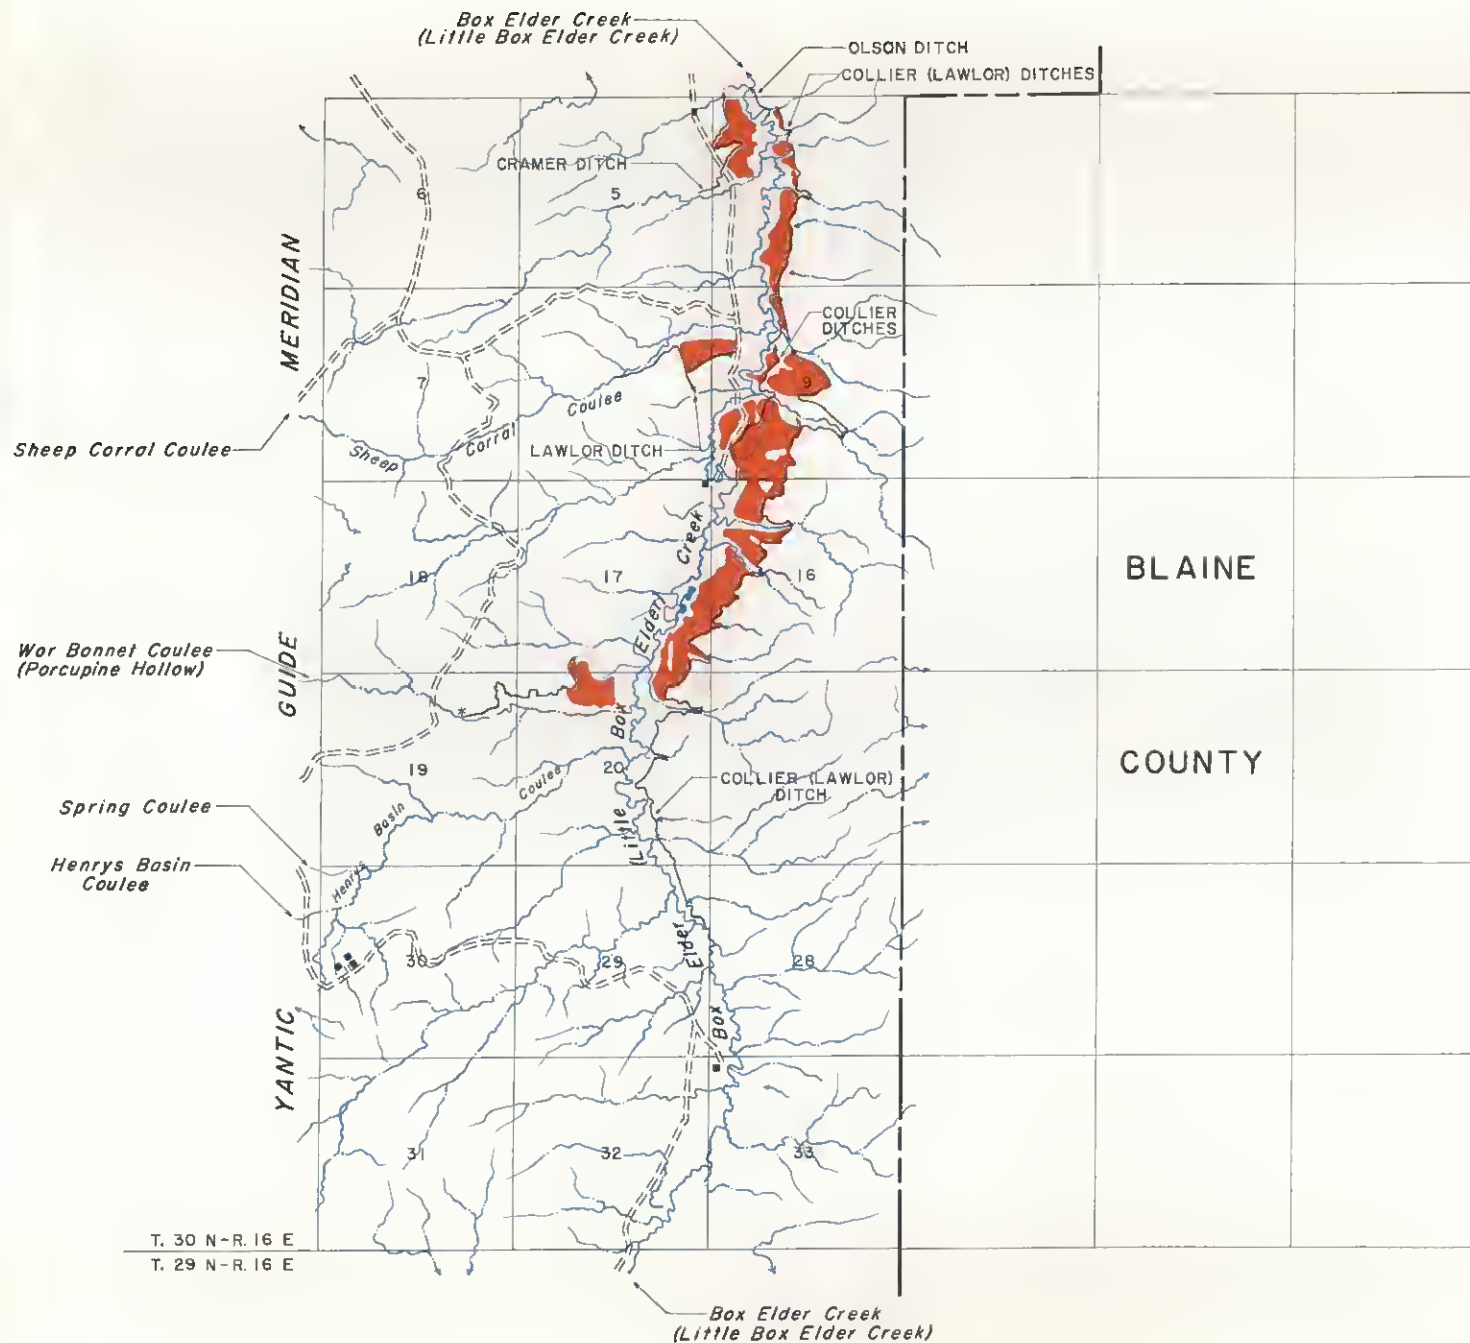 Box Elder Creek
(Little Box Elder Creek)
OLSON DITCH
COLLIER (LAWLOR) DITCHES
CRAMER DITCH
6
5
MERIDIAN
COULIER
DITCHES
7
9
Coulee
Corral
Sheep
Sheep Corral Coulee
LAWLOR DITCH
Creek
18
17
16
BLAINE
Elder)
War Bonnet Coulee
(Porcupine Hollow)
GUIDE
*
Box
19
20
COUNTY
Coulee
Basin
Henrys
COLLIER (LAWLOR)
DITCH
Spring Coulee
(Little
Henrys Basin
Coulee
Elder
30
29
28
YANTIC
Box
31
32
33
T. 30 N-R. 16 E
T. 29 N-R. 16 E
Box Elder Creek
(Little Box Elder Creek)